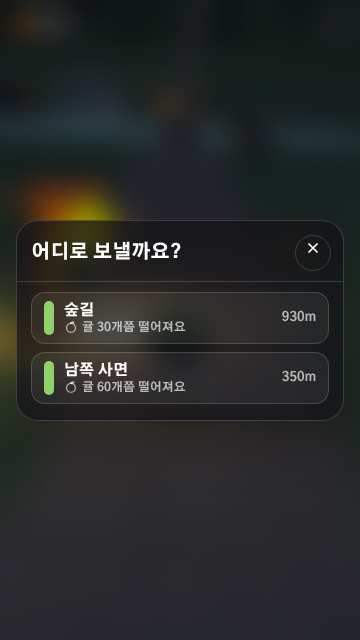 어디로 보낼까요?
숲길
귤 30개쯤 떨어져요
930m
남쪽 사면
귤 60개쯤 떨어져요
350m